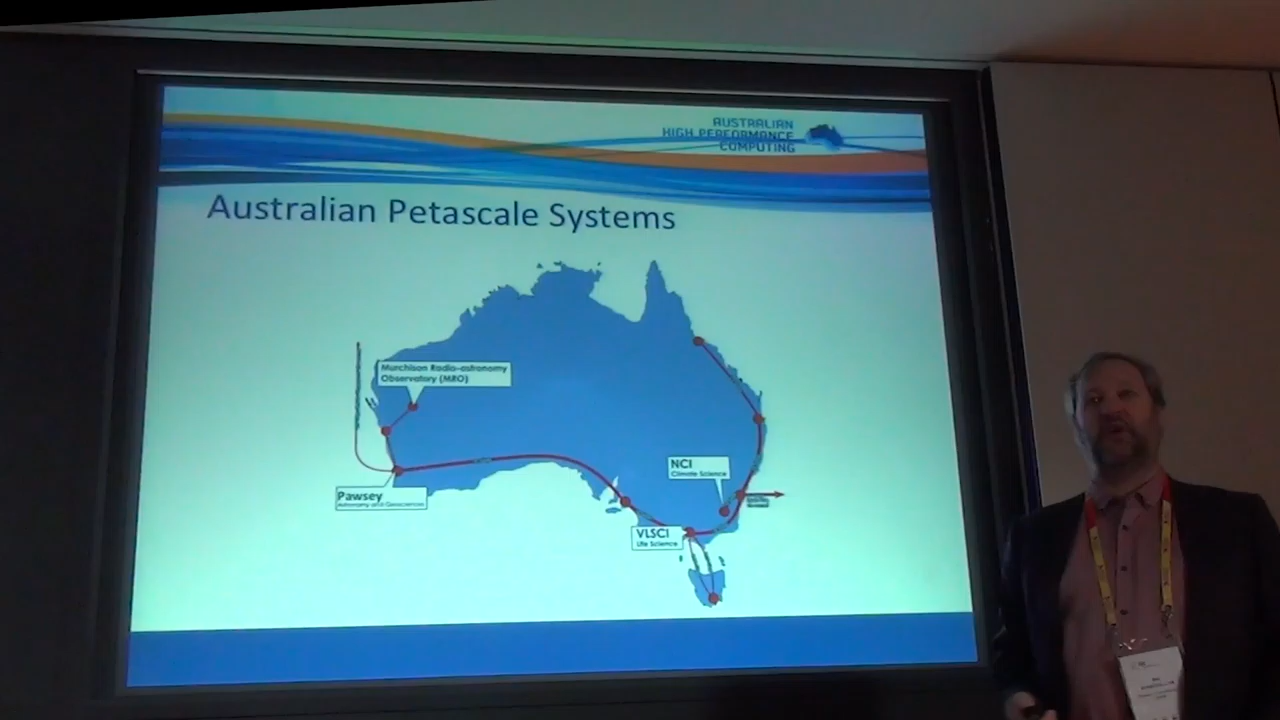 AUSTRALIAN
HIGH PERFORMANCE
COMPUTING
Australian Petascale Systems
Murchison Radio-astronomy
Observatory (MRO)
NCI
Climate Science
Pawsey
Astronomy and Geosciences
VLSCI
Life Science